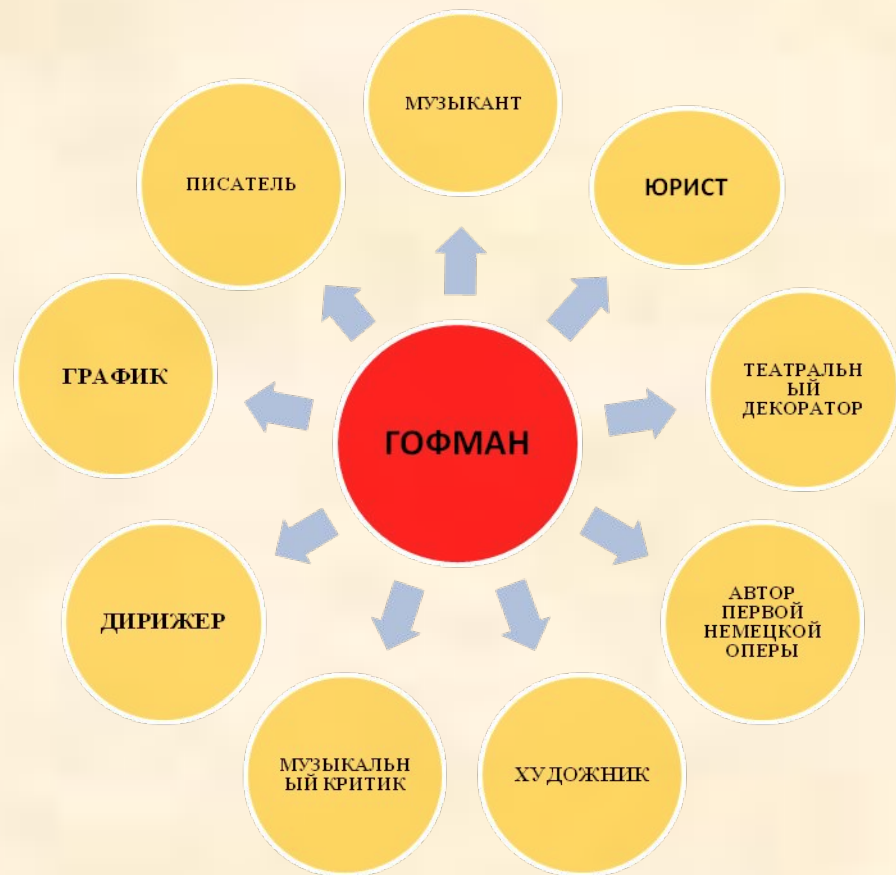 МУЗЫКАНТ
ПИСАТЕЛЬ
ЮРИСТ
ГРАФИК
ТЕАТРАЛЬН
ЫЙ
ДЕКОРАТОР
ГОФМАН
ДИРИЖЕР
АВТОР
ПЕРВОЙ
НЕМЕЦКОЙ
ОПЕРЫ
МУЗЫКАЛЬН
ЫЙ КРИТИК
ХУДОЖНИК